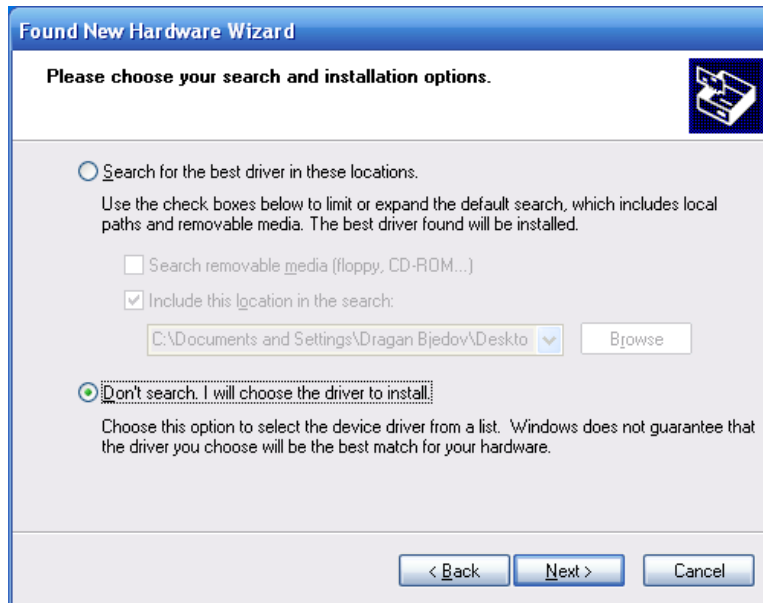 Found New Hardware Wizard
Please choose your search and installation options.
Search for the best driver in these locations.
Use the check boxes below to limit or expand the default search, which includes local
paths and removable media. The best driver found will be installed.
Search removable media (floppy, CD-ROM...)
Include this location in the search:
C:\Documents and Settings\Dragan Bjedov\Deskto
Browse
Don't search. I will choose the driver to install.
Choose this option to select the device driver from a list. Windows does not guarantee that
the driver you choose will be the best match for your hardware.
< Back Next > Cancel